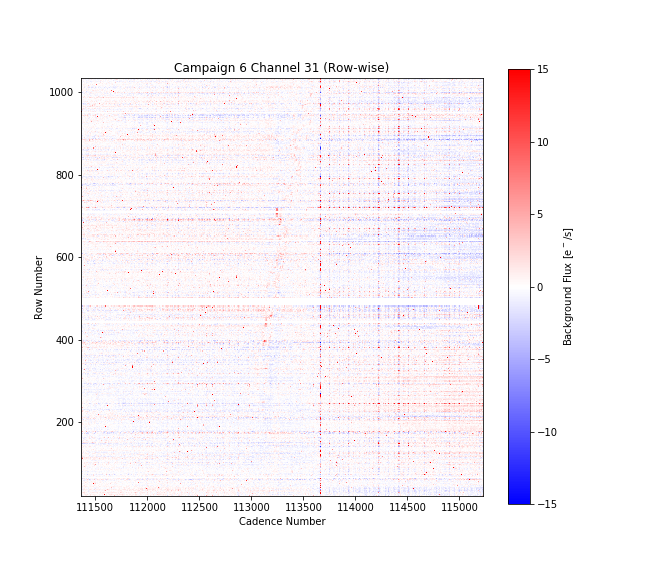 Campaign 6 Channel 31 (Row-wise)
1000
800
600
400
200
Row Number
111500 112000 112500 113000 113500 114000 114500 115000
Cadence Number
15
10
5
0
−5
−10
−15
Background Flux [e⁻/s]